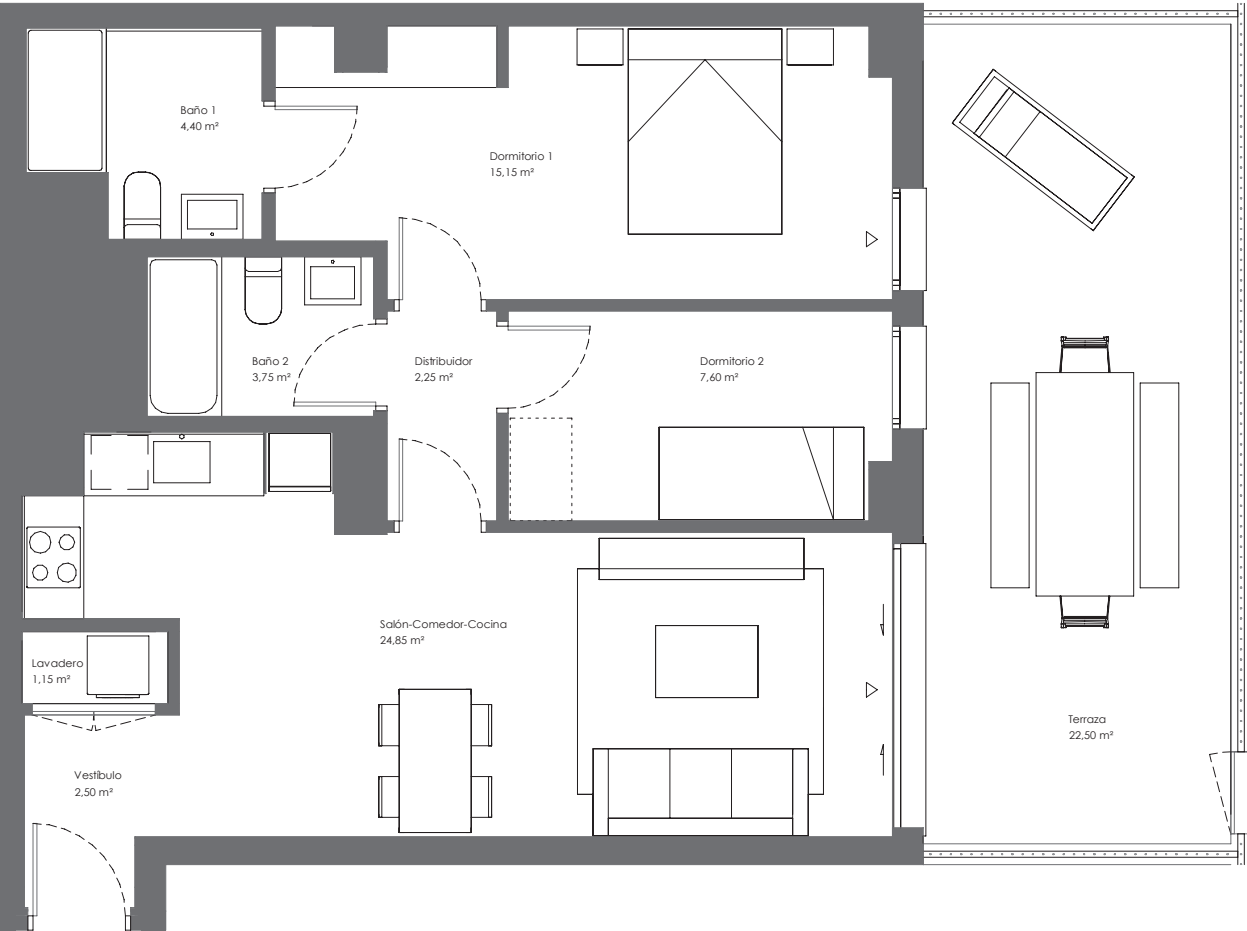 Baño 1
4,40 m²
Dormitorio 1
15,15 m²
Baño 2
3,75 m²
Distribuidor
2,25 m²
Dormitorio 2
7,60 m²
Salón-Comedor-Cocina
24,85 m²
Lavadero
1,15 m²
Terraza
22,50 m²
Vestíbulo
2,50 m²